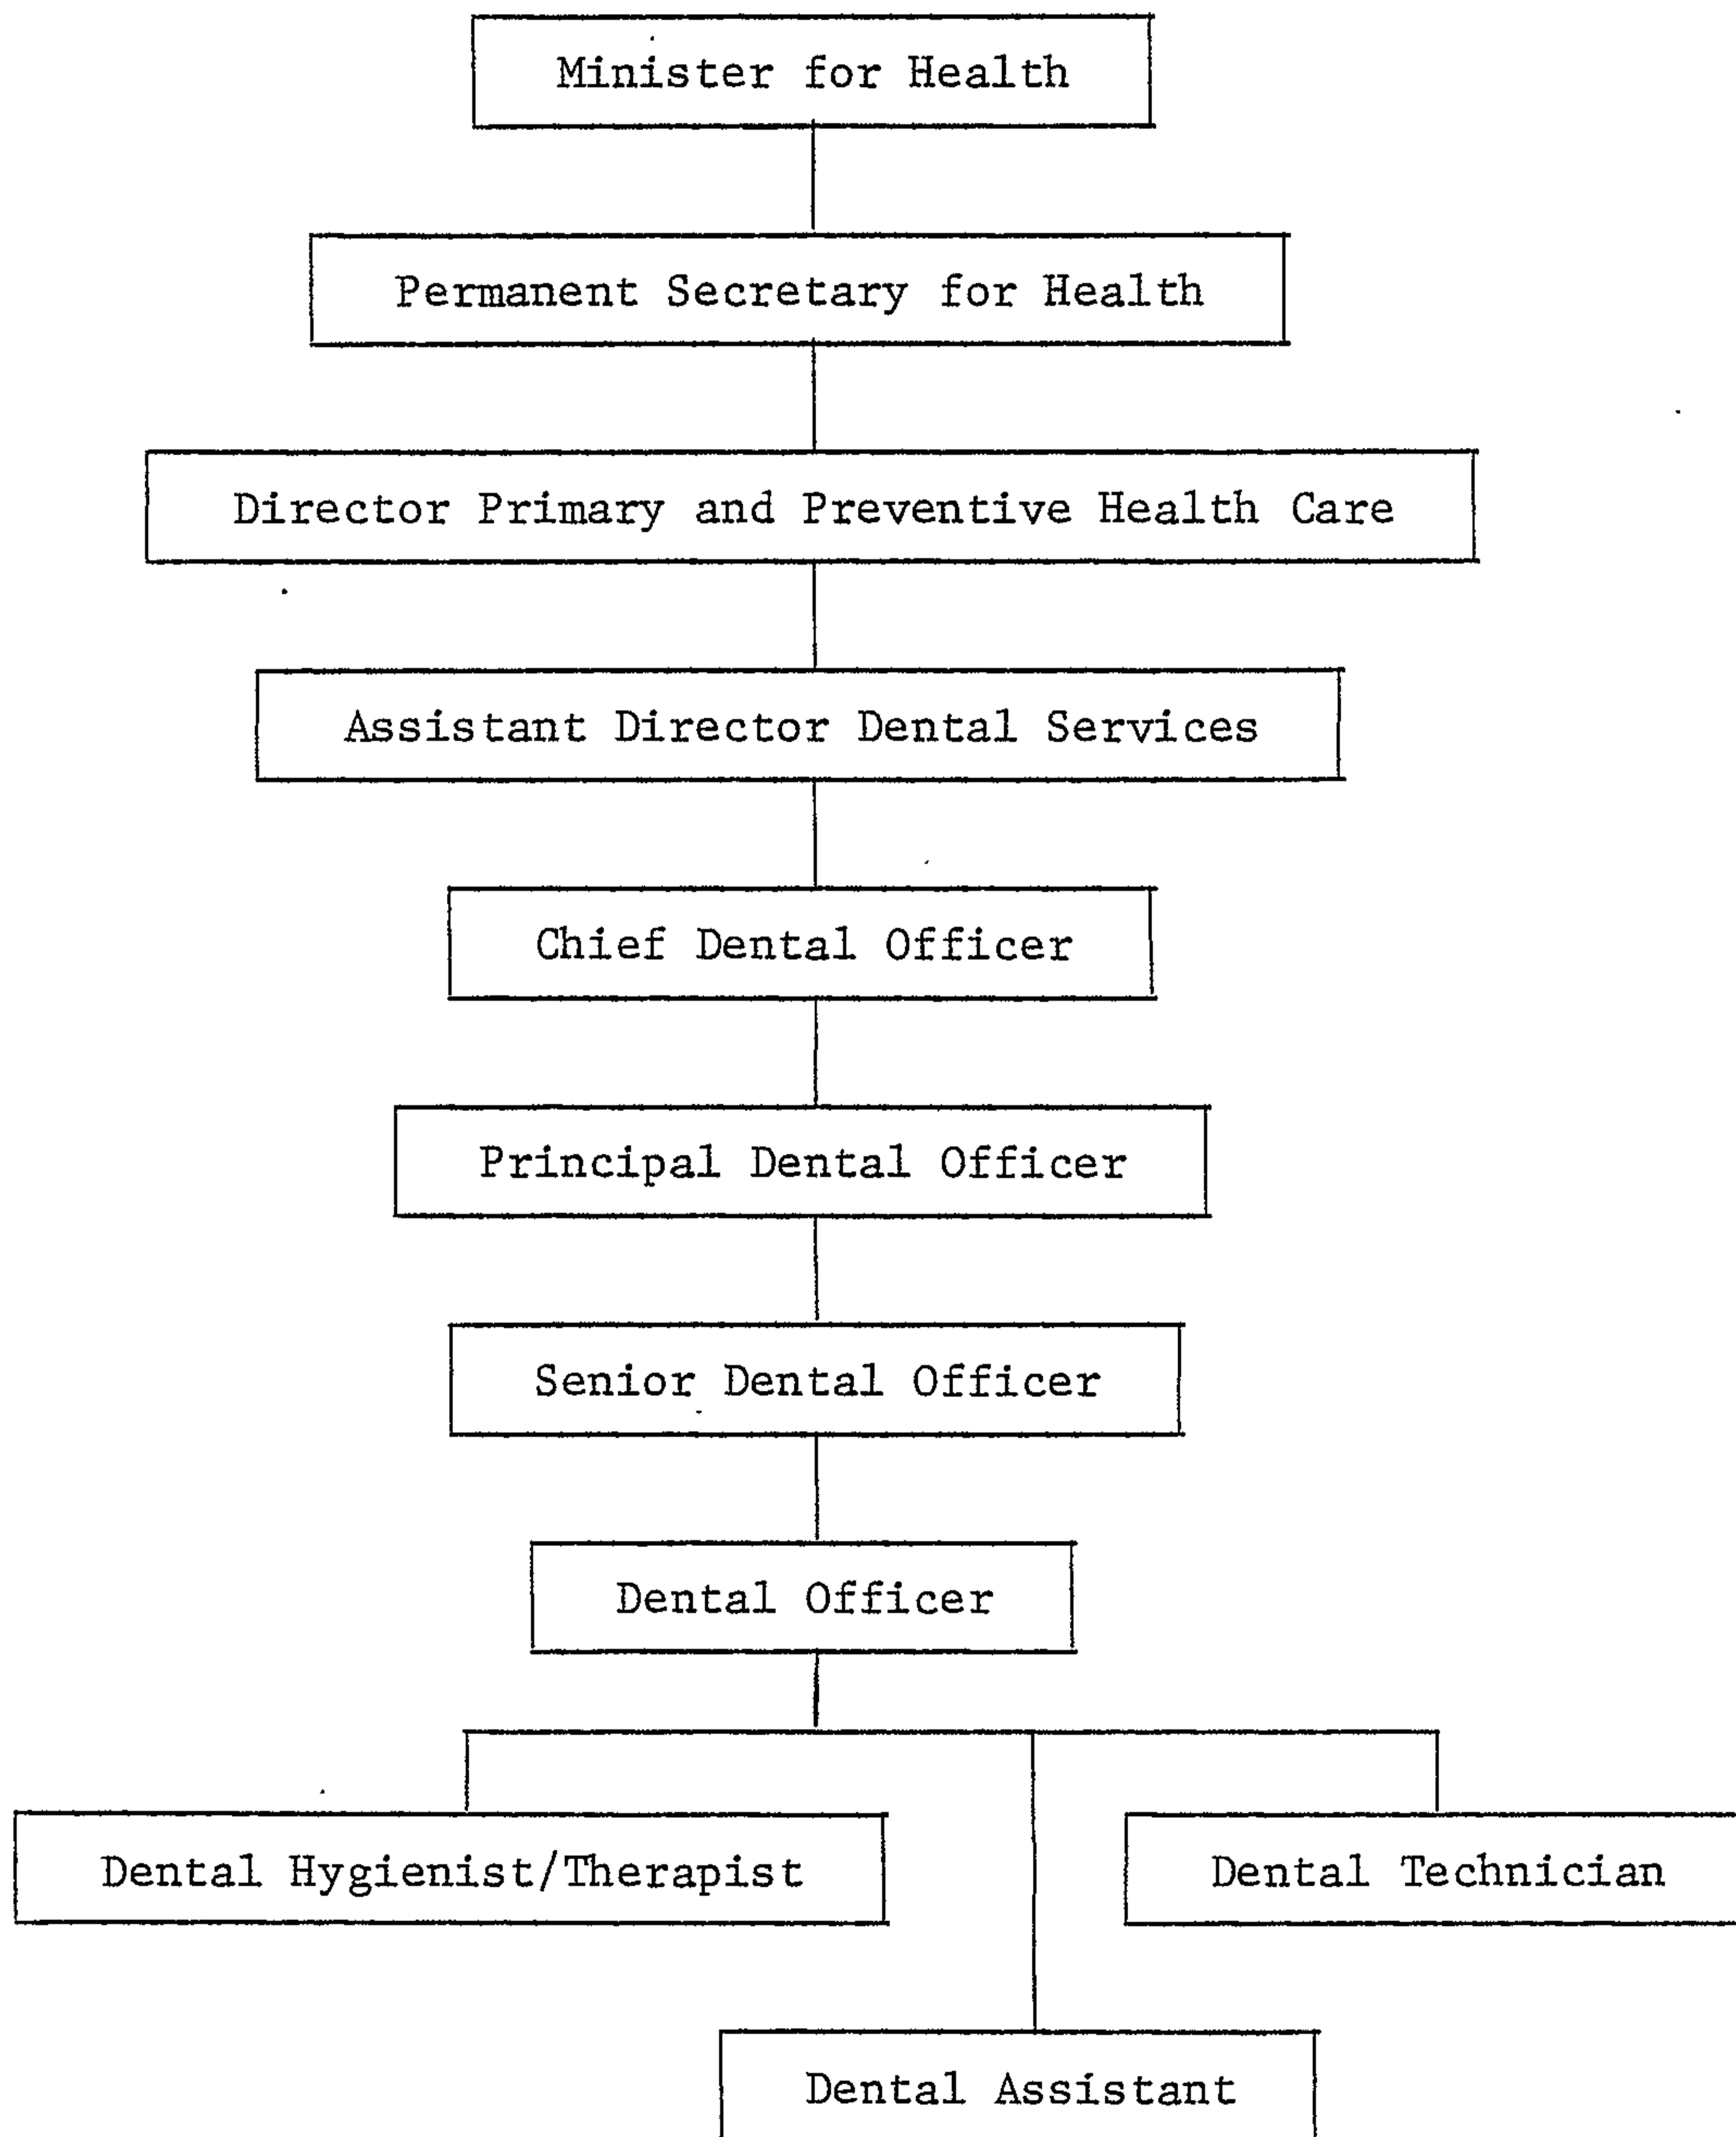 Minister for Health
Permanent Secretary for Health
Director Primary and Preventive Health Care
Assistant Director Dental Services
Chief Dental Officer
Principal Dental Officer
Senior Dental Officer
Dental Officer
Dental Hygienist/Therapist
Dental Technician
Dental Assistant